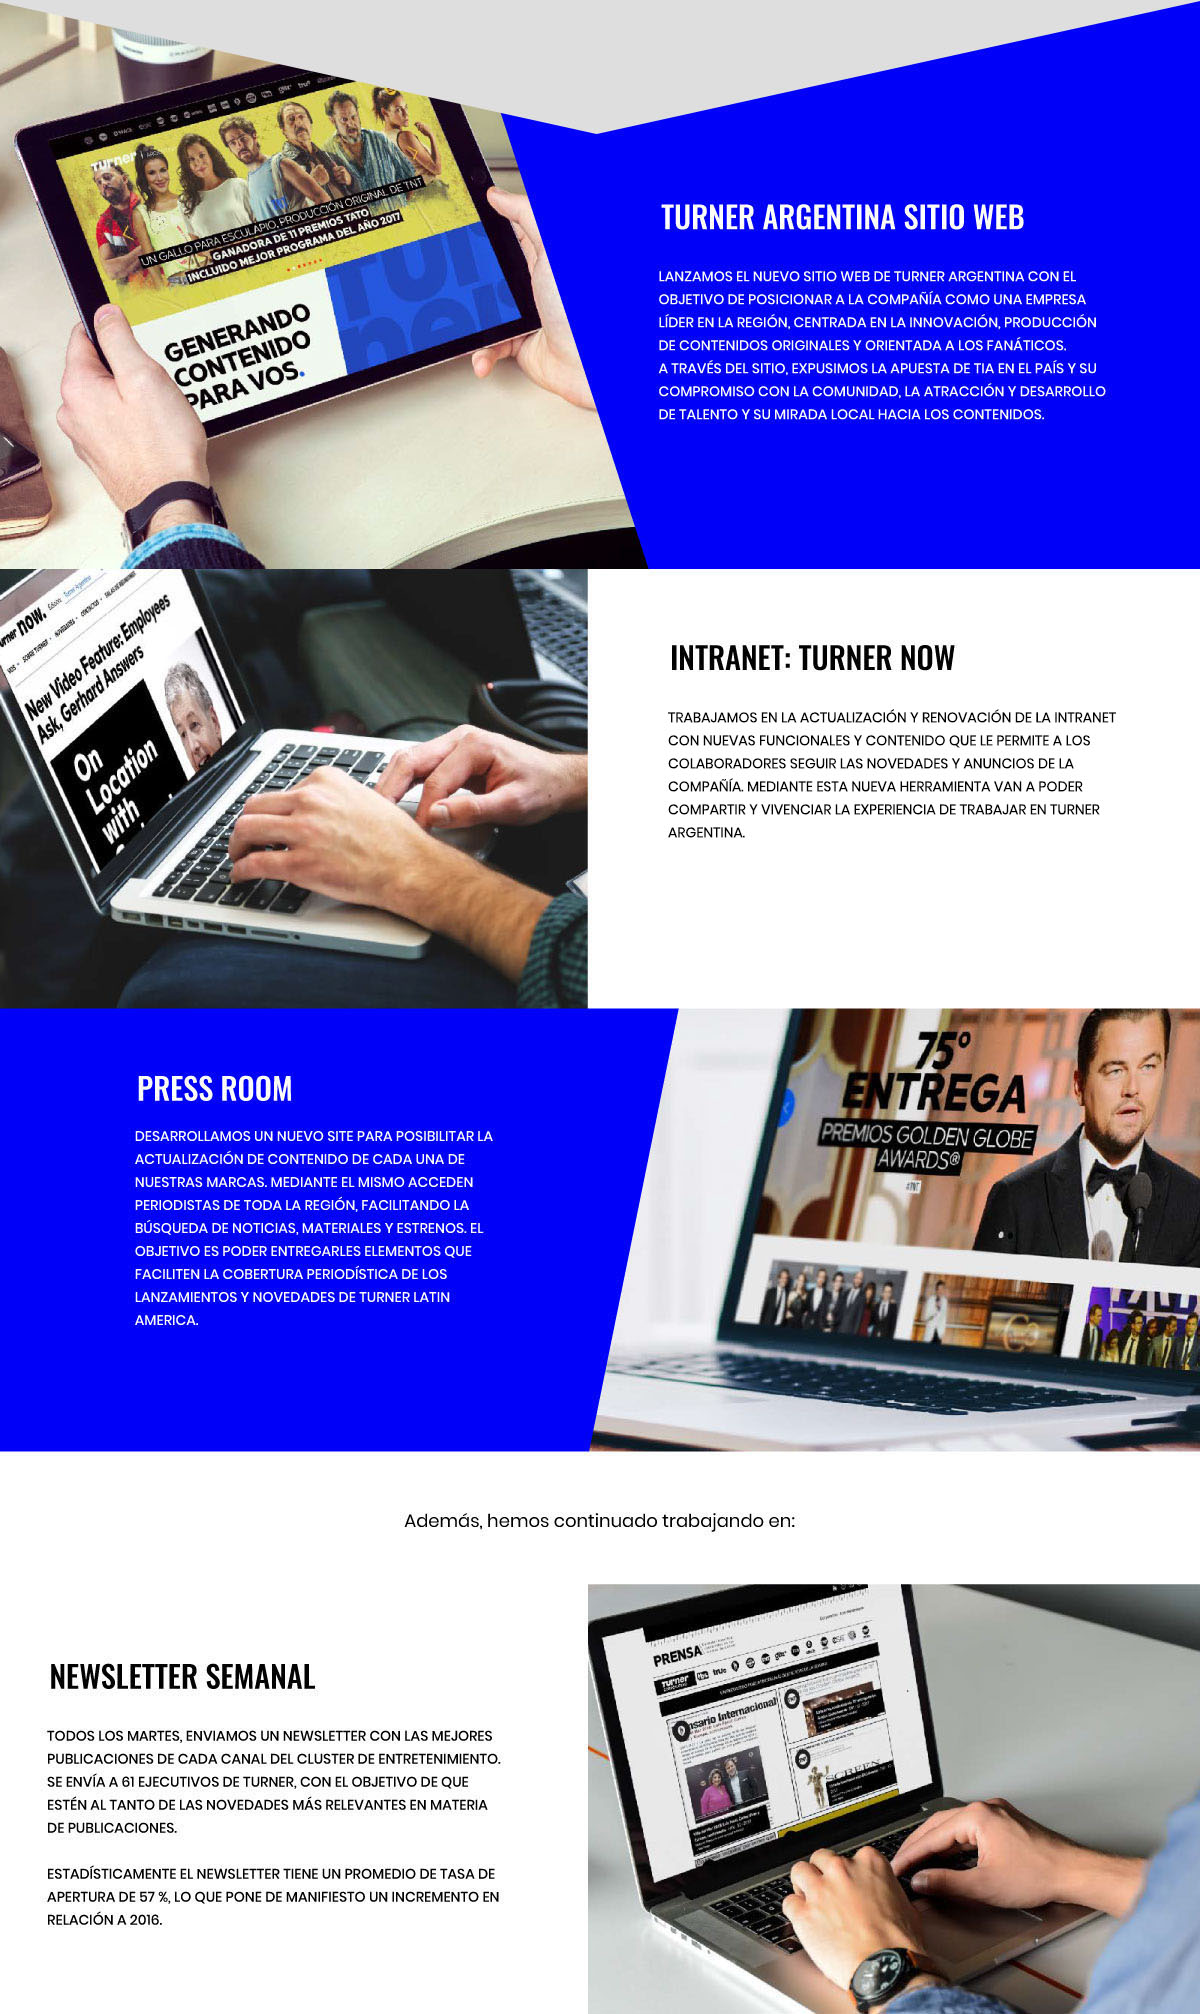 Turner
UN GALLO PARA ESCULAPIO, PRODUCCIÓN ORIGINAL DE TNT
GANADORA DE 11 PREMIOS TATO
INCLUIDO MEJOR PROGRAMA DEL AÑO 2017
GENERANDO
CONTENIDO
PARA VOS.
TURNER ARGENTINA SITIO WEB
LANZAMOS EL NUEVO SITIO WEB DE TURNER ARGENTINA CON EL
OBJETIVO DE POSICIONAR A LA COMPAÑÍA COMO UNA EMPRESA
LÍDER EN LA REGIÓN, CENTRADA EN LA INNOVACIÓN, PRODUCCIÓN
DE CONTENIDOS ORIGINALES Y ORIENTADA A LOS FANÁTICOS.
A TRAVÉS DEL SITIO, EXPUSIMOS LA APUESTA DE TIA EN EL PAÍS Y SU
COMPROMISO CON LA COMUNIDAD, LA ATRACCIÓN Y DESARROLLO
DE TALENTO Y SU MIRADA LOCAL HACIA LOS CONTENIDOS.
now.
New Video Feature: Employees
Ask, Gerhard Answers
On
Location
with
INTRANET: TURNER NOW
TRABAJAMOS EN LA ACTUALIZACIÓN Y RENOVACIÓN DE LA INTRANET
CON NUEVAS FUNCIONALES Y CONTENIDO QUE LE PERMITE A LOS
COLABORADORES SEGUIR LAS NOVEDADES Y ANUNCIOS DE LA
COMPAÑÍA. MEDIANTE ESTA NUEVA HERRAMIENTA VAN A PODER
COMPARTIR Y VIVENCIAR LA EXPERIENCIA DE TRABAJAR EN TURNER
ARGENTINA.
PRESS ROOM
DESARROLLAMOS UN NUEVO SITE PARA POSIBILITAR LA
ACTUALIZACIÓN DE CONTENIDO DE CADA UNA DE
NUESTRAS MARCAS. MEDIANTE EL MISMO ACCEDEN
PERIODISTAS DE TODA LA REGIÓN, FACILITANDO LA
BÚSQUEDA DE NOTICIAS, MATERIALES Y ESTRENOS. EL
OBJETIVO ES PODER ENTREGARLES ELEMENTOS QUE
FACILITEN LA COBERTURA PERIODÍSTICA DE LOS
LANZAMIENTOS Y NOVEDADES DE TURNER LATIN
AMERICA.
75º
ENTREGA
PREMIOS GOLDEN GLOBE
AWARDS®
#TNT
Además, hemos continuado trabajando en:
NEWSLETTER SEMANAL
TODOS LOS MARTES, ENVIAMOS UN NEWSLETTER CON LAS MEJORES
PUBLICACIONES DE CADA CANAL DEL CLUSTER DE ENTRETENIMIENTO.
SE ENVÍA A 61 EJECUTIVOS DE TURNER, CON EL OBJETIVO DE QUE
ESTÉN AL TANTO DE LAS NOVEDADES MÁS RELEVANTES EN MATERIA
DE PUBLICACIONES.
ESTADÍSTICAMENTE EL NEWSLETTER TIENE UN PROMEDIO DE TASA DE
APERTURA DE 57 %, LO QUE PONE DE MANIFIESTO UN INCREMENTO EN
RELACIÓN A 2016.
PRENSA
Turner
nsario Internacional
SCREEN